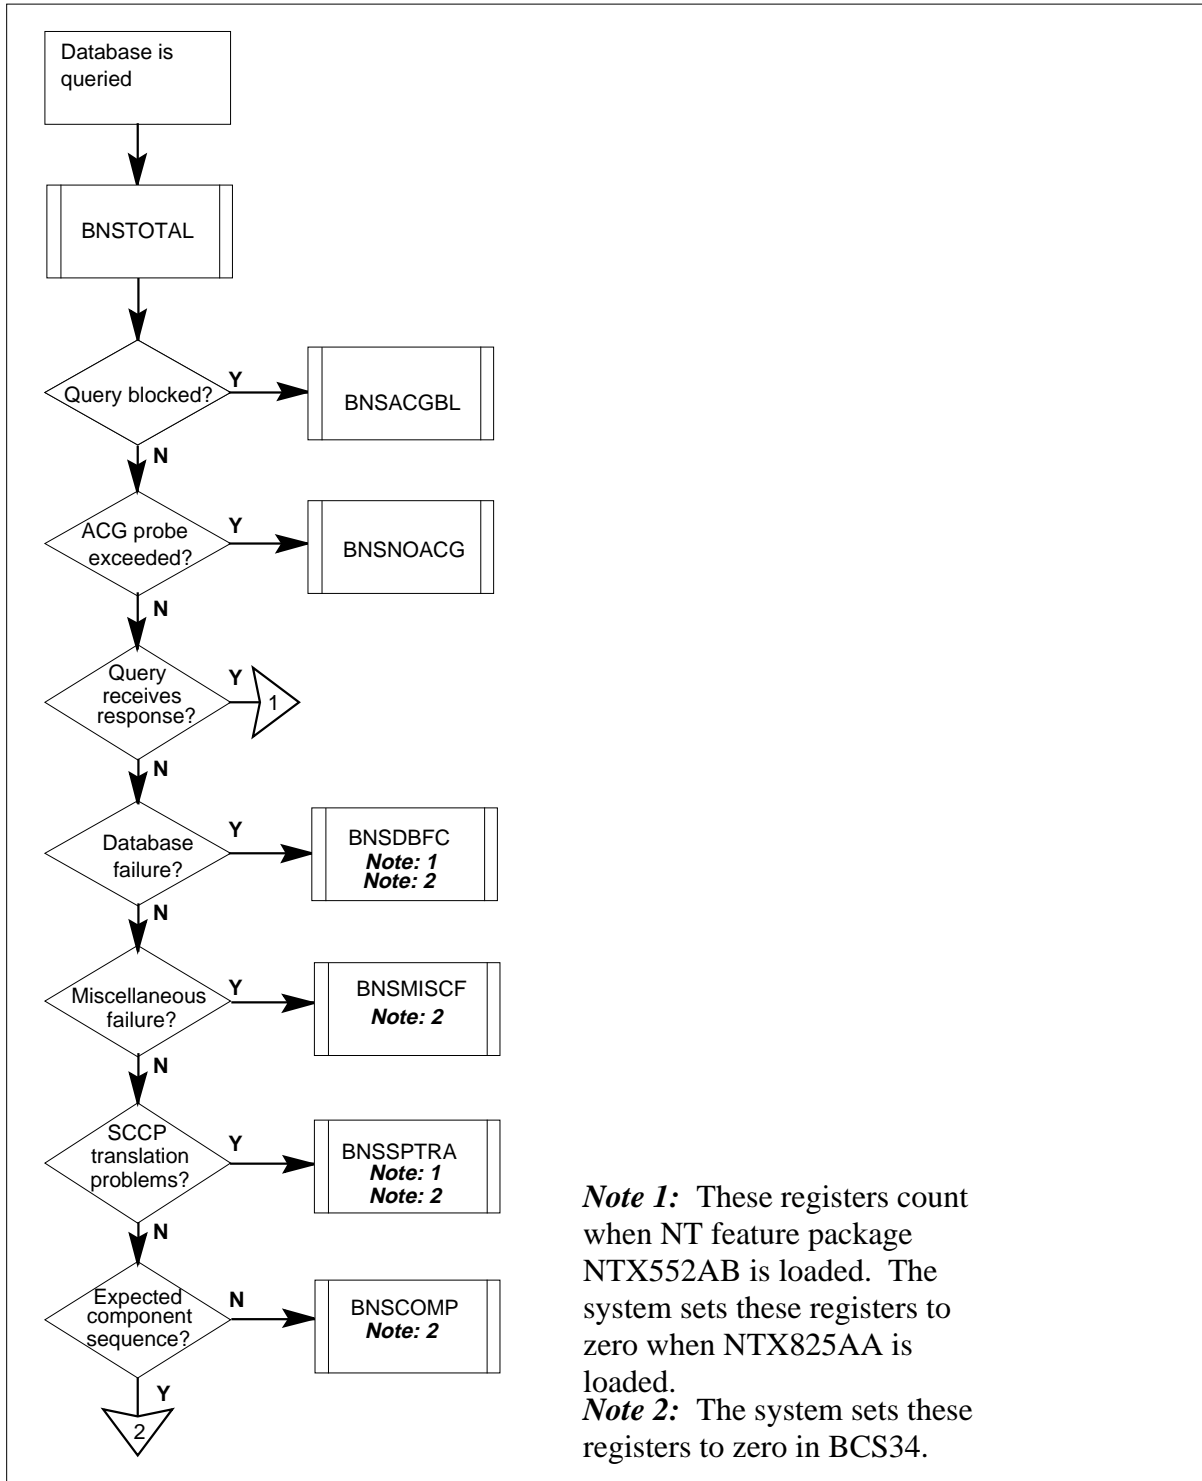 Database is
queried
BNSTOTAL
Query blocked?
Y
BNSACGBL
N
ACG probe
exceeded?
Y
BNSNOACG
N
Query
receives
response?
Y
1
N
Database
failure?
Y
BNSDBFC
Note: 1
Note: 2
N
Miscellaneous
failure?
Y
BNSMISCF
Note: 2
N
SCCP
translation
problems?
Y
BNSSPTRA
Note: 1
Note: 2
N
Expected
component
sequence?
N
BNSCOMP
Note: 2
Y
2
Note 1: These registers count
when NT feature package
NTX552AB is loaded. The
system sets these registers to
zero when NTX825AA is
loaded.
Note 2: The system sets these
registers to zero in BCS34.